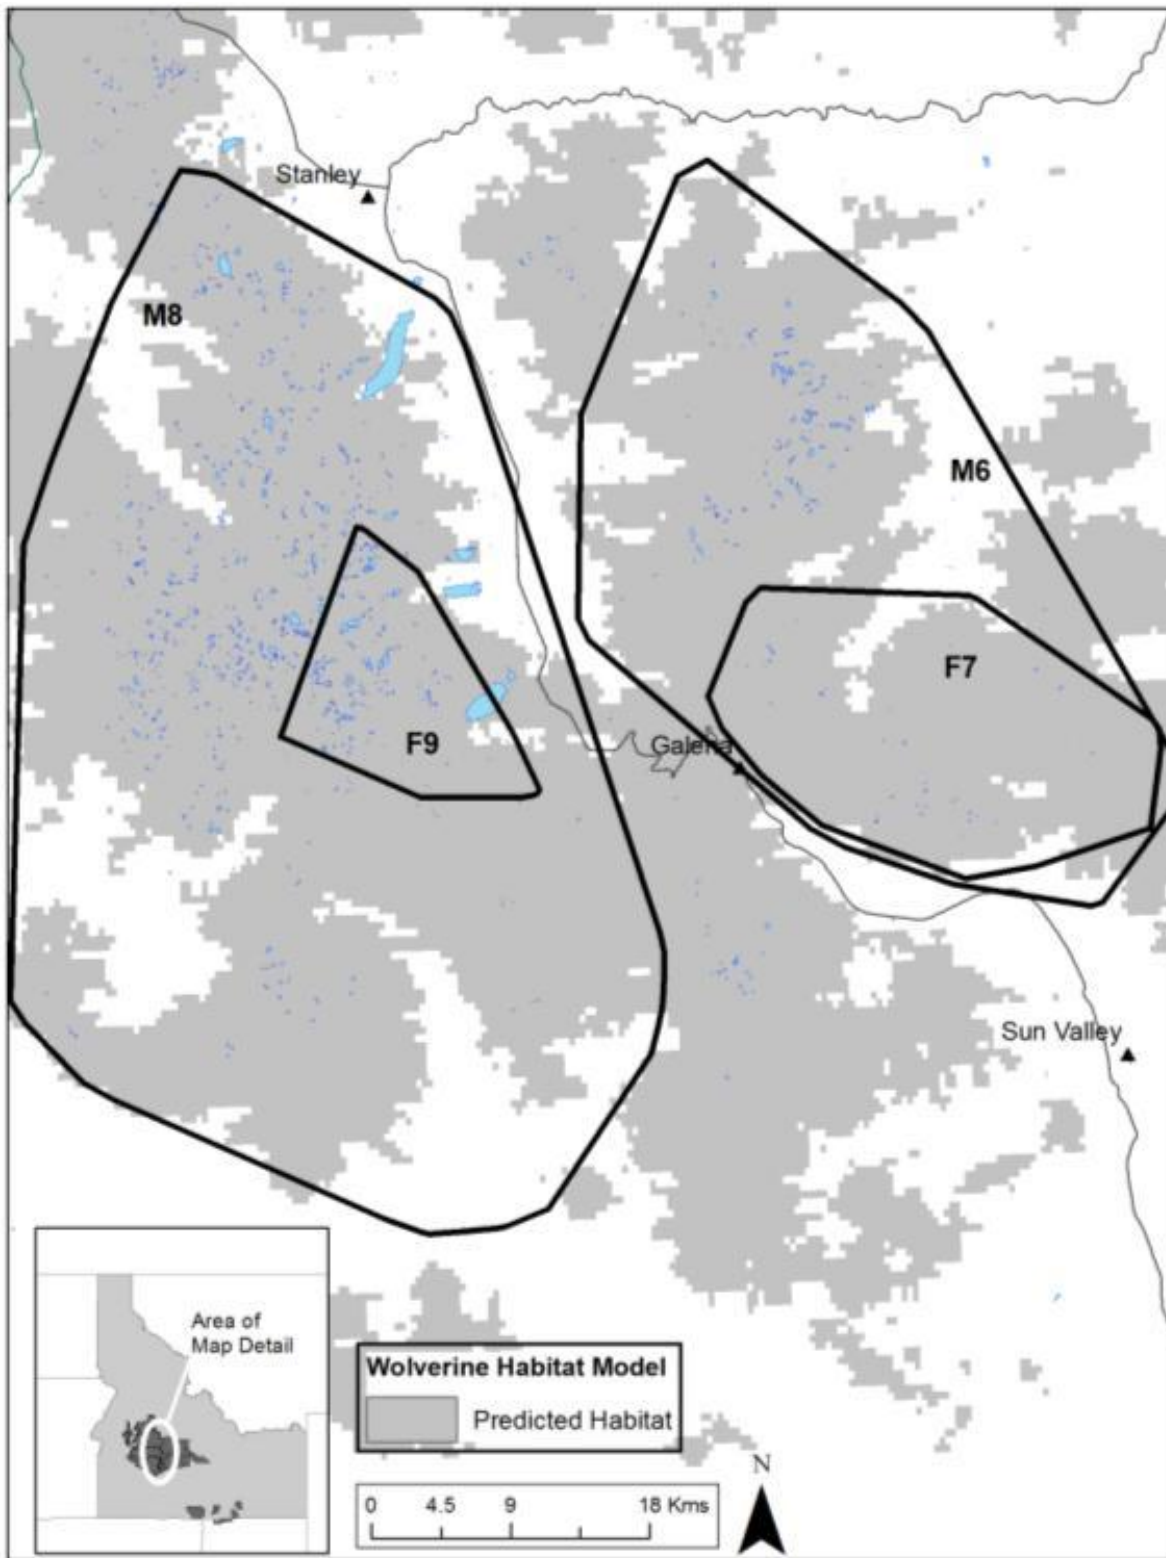 Stanley
M8
M6
F7
F9
Galena
Sun Valley
Area of
Map Detail
Wolverine Habitat Model
Predicted Habitat
N
0 4.5 9 18 Kms